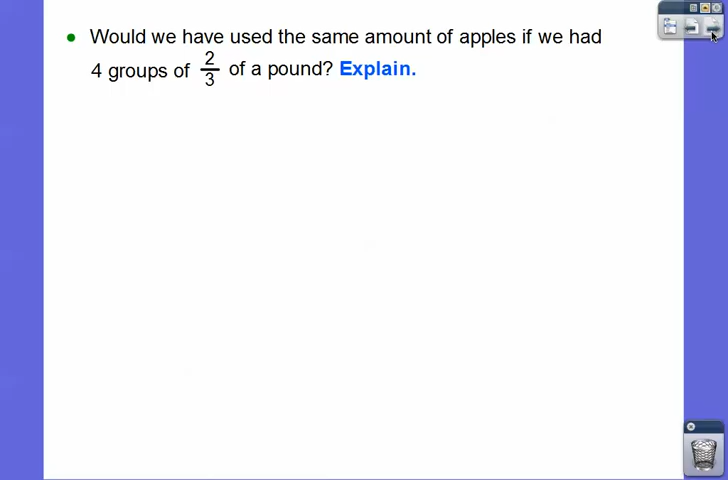 • Would we have used the same amount of apples if we had
4 groups of 2/3 of a pound? Explain.